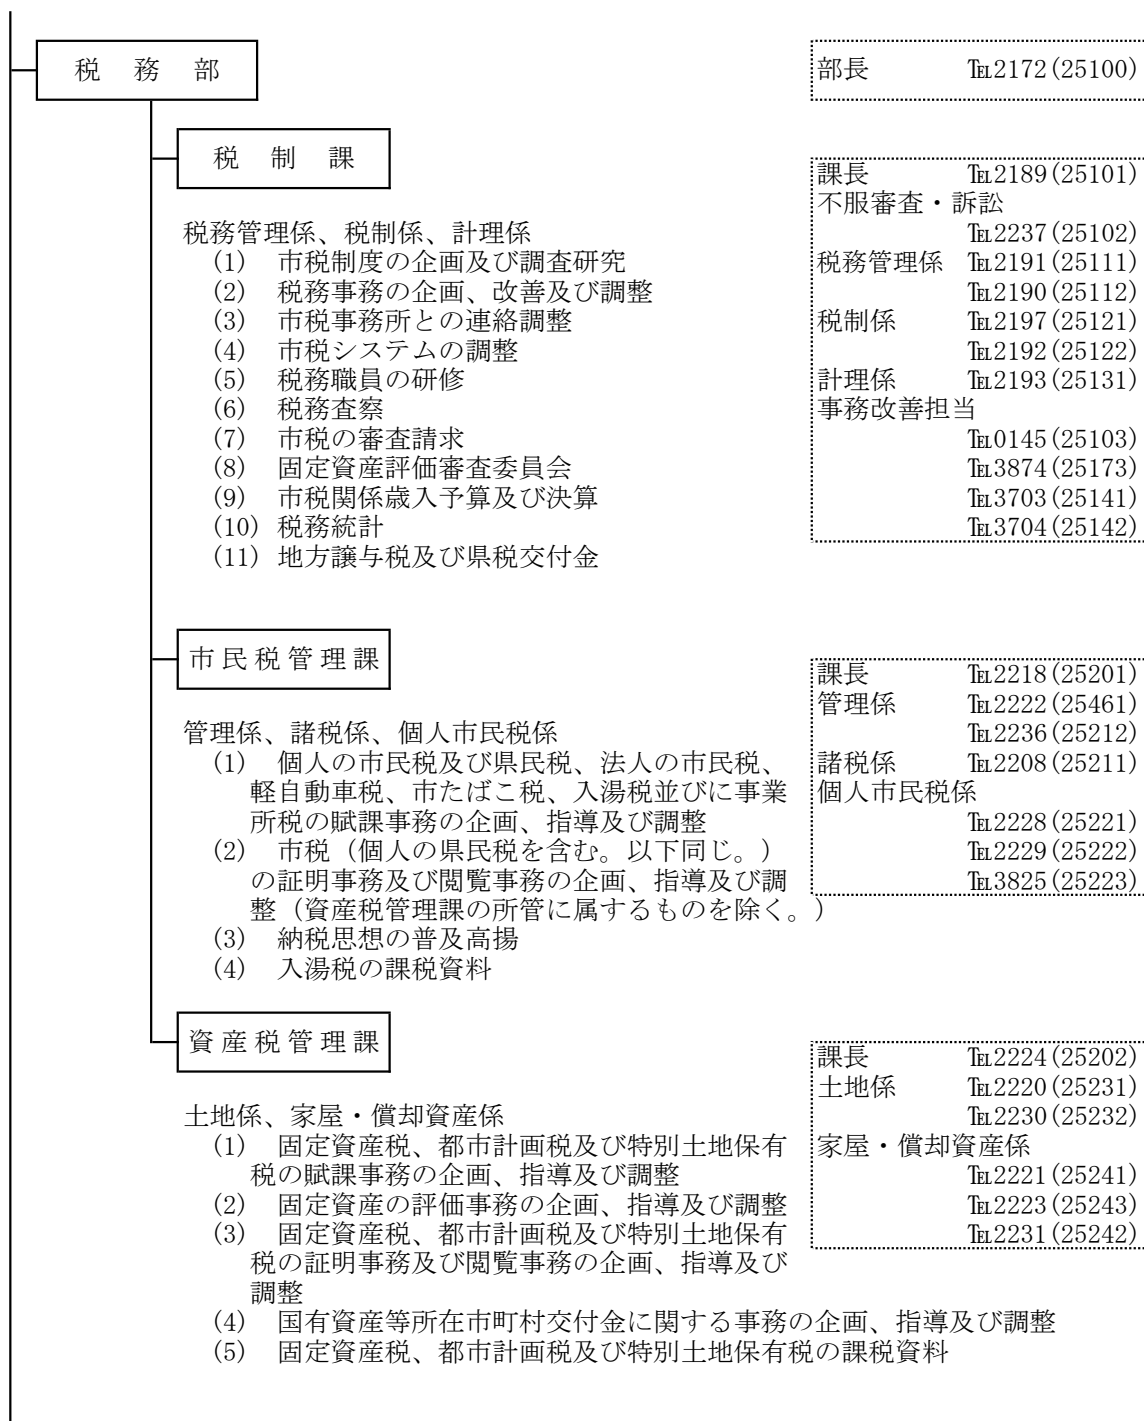 税務部
部長 ℡2172(25100)
税制課
課長 ℡2189(25101)
不服審査・訴訟
℡2237(25102)
税務管理係 ℡2191(25111)
℡2190(25112)
税制係 ℡2197(25121)
℡2192(25122)
計理係 ℡2193(25131)
事務改善担当
℡0145(25103)
℡3874(25173)
℡3703(25141)
℡3704(25142)
税務管理係、税制係、計理係
(1) 市税制度の企画及び調査研究
(2) 税務事務の企画、改善及び調整
(3) 市税事務所との連絡調整
(4) 市税システムの調整
(5) 税務職員の研修
(6) 税務査察
(7) 市税の審査請求
(8) 固定資産評価審査委員会
(9) 市税関係歳入予算及び決算
(10) 税務統計
(11) 地方譲与税及び県税交付金
市民税管理課
課長 ℡2218(25201)
管理係 ℡2222(25461)
℡2236(25212)
諸税係 ℡2208(25211)
個人市民税係
℡2228(25221)
℡2229(25222)
℡3825(25223)
管理係、諸税係、個人市民税係
(1) 個人の市民税及び県民税、法人の市民税、
軽自動車税、市たばこ税、入湯税並びに事業
所税の賦課事務の企画、指導及び調整
(2) 市税（個人の県民税を含む。以下同じ。）
の証明事務及び閲覧事務の企画、指導及び調
整（資産税管理課の所管に属するものを除く。）
(3) 納税思想の普及高揚
(4) 入湯税の課税資料
資産税管理課
課長 ℡2224(25202)
土地係 ℡2220(25231)
℡2230(25232)
家屋・償却資産係
℡2221(25241)
℡2223(25243)
℡2231(25242)
土地係、家屋・償却資産係
(1) 固定資産税、都市計画税及び特別土地保有
税の賦課事務の企画、指導及び調整
(2) 固定資産の評価事務の企画、指導及び調整
(3) 固定資産税、都市計画税及び特別土地保有
税の証明事務及び閲覧事務の企画、指導及び
調整
(4) 国有資産等所在市町村交付金に関する事務の企画、指導及び調整
(5) 固定資産税、都市計画税及び特別土地保有税の課税資料